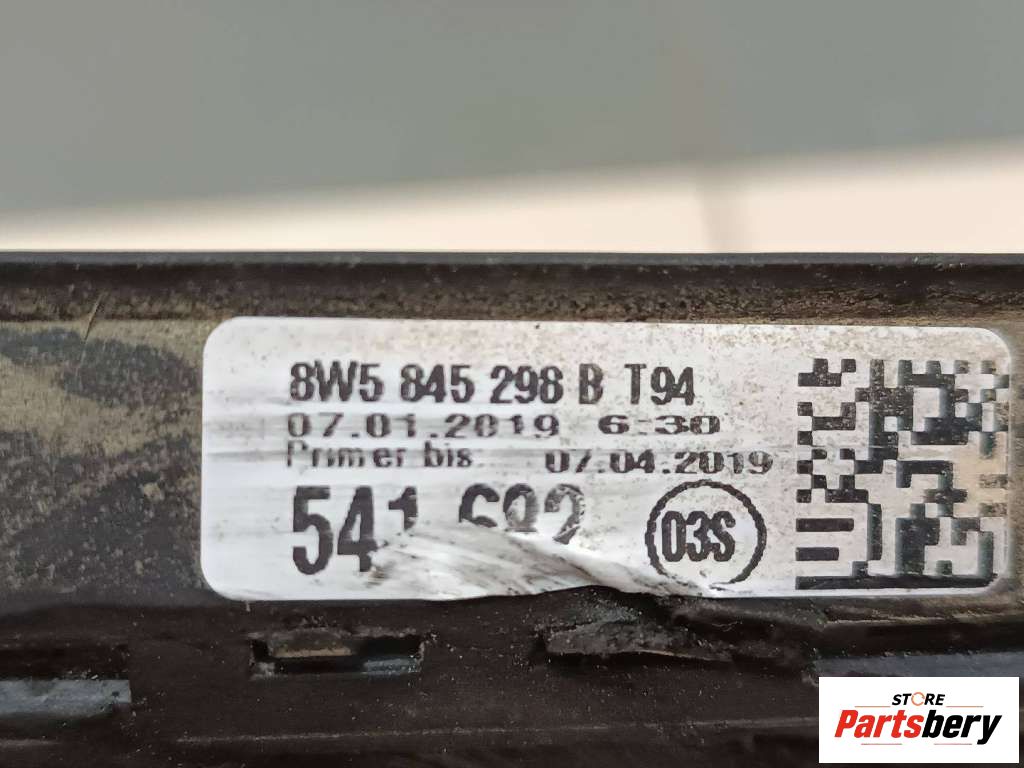 8W5 845 298 B T94
07.01.2019 6:30
Primer bis 07.04.2019
03S
STORE
Partsbery